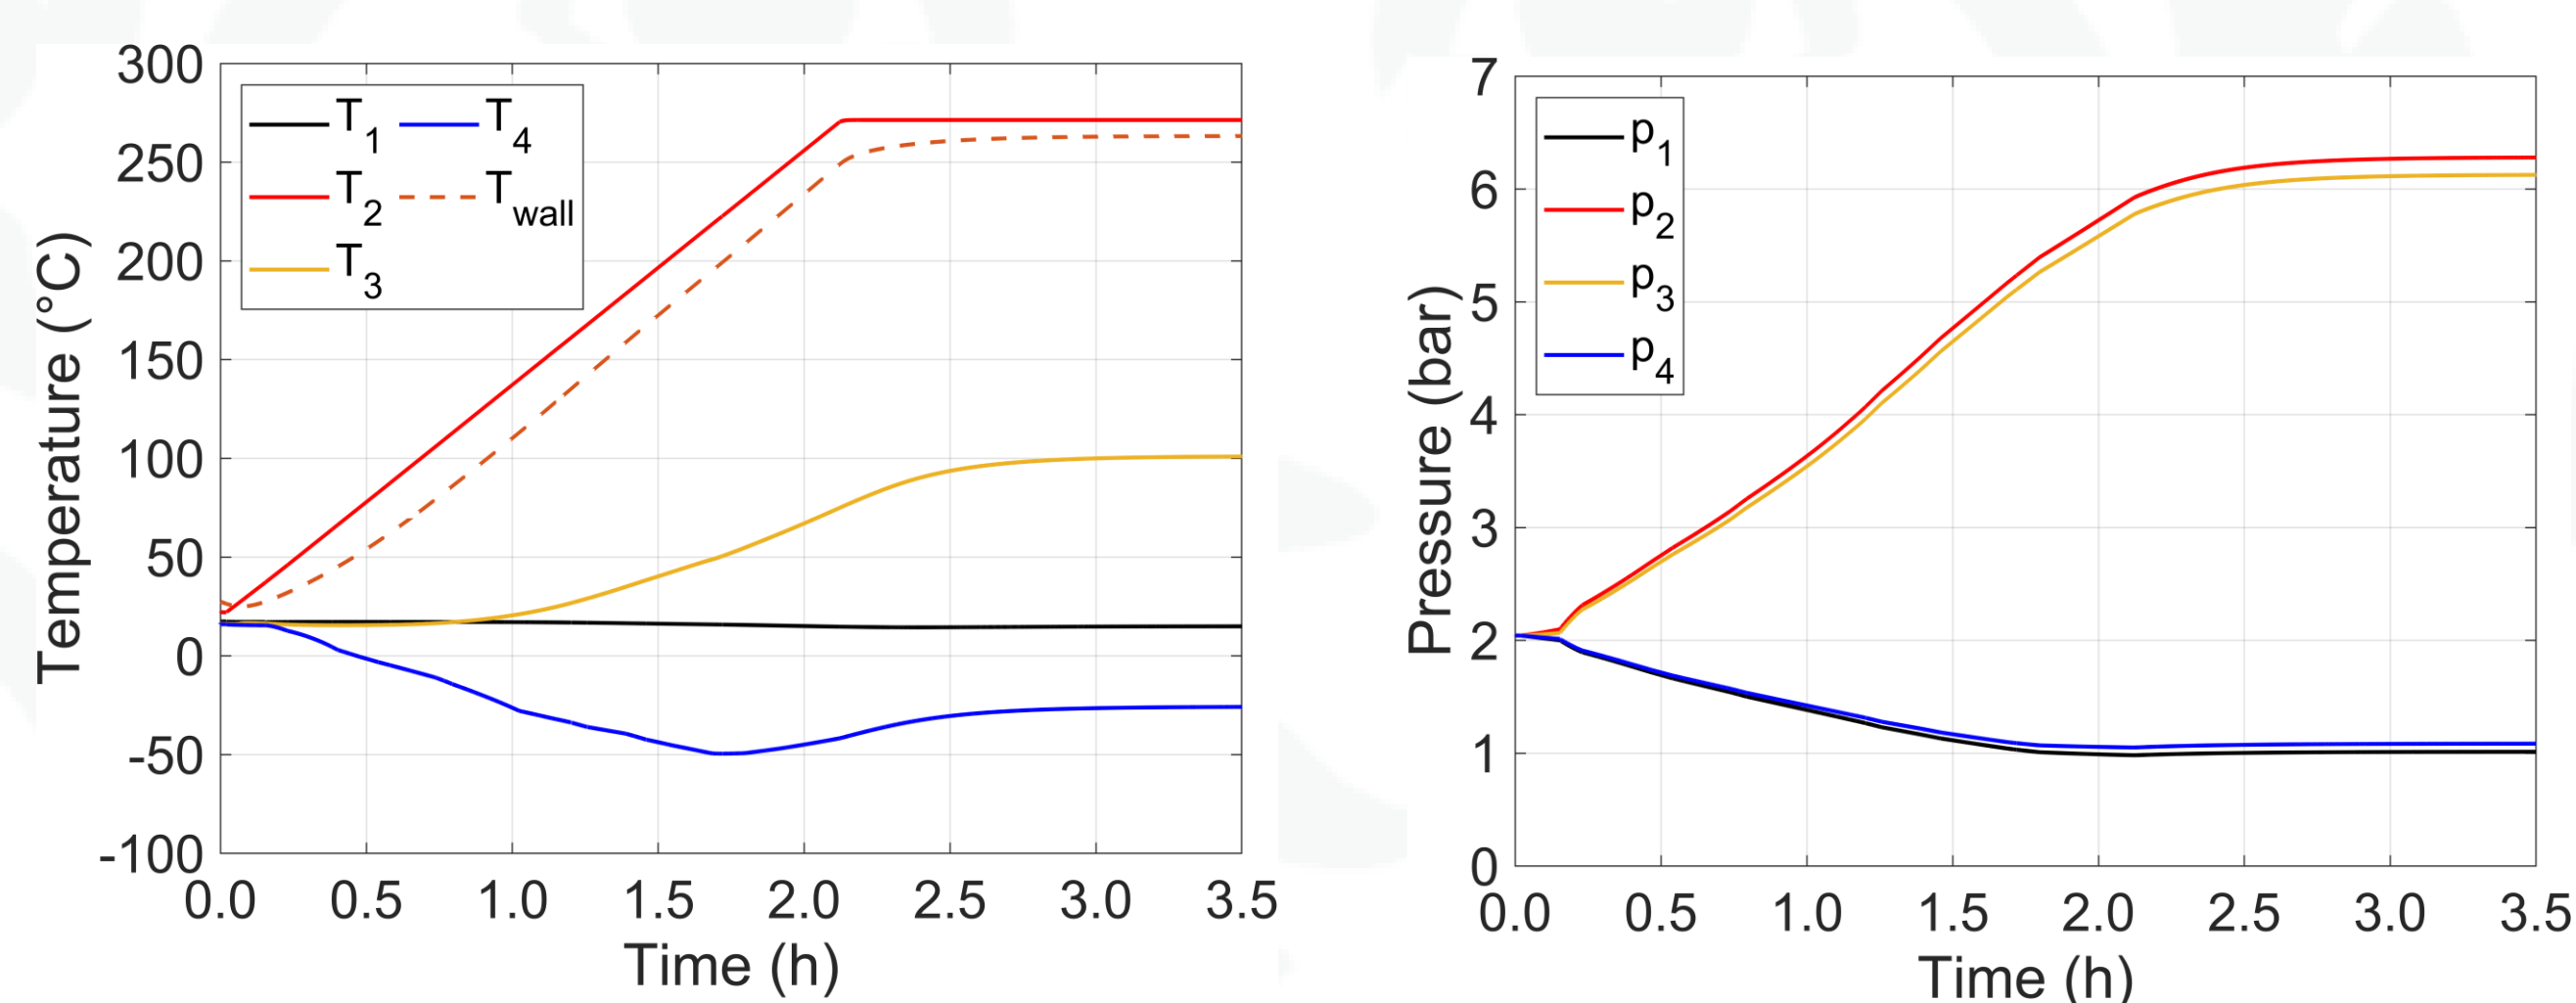 Temperature (°C)
300
250
200
150
100
50
0
-50
-100
T1 T4
T2 Twall
T3
0.0 0.5 1.0 1.5 2.0 2.5 3.0 3.5
Time (h)
Pressure (bar)
7
6
5
4
3
2
1
0
p1
p2
p3
p4
0.0 0.5 1.0 1.5 2.0 2.5 3.0 3.5
Time (h)